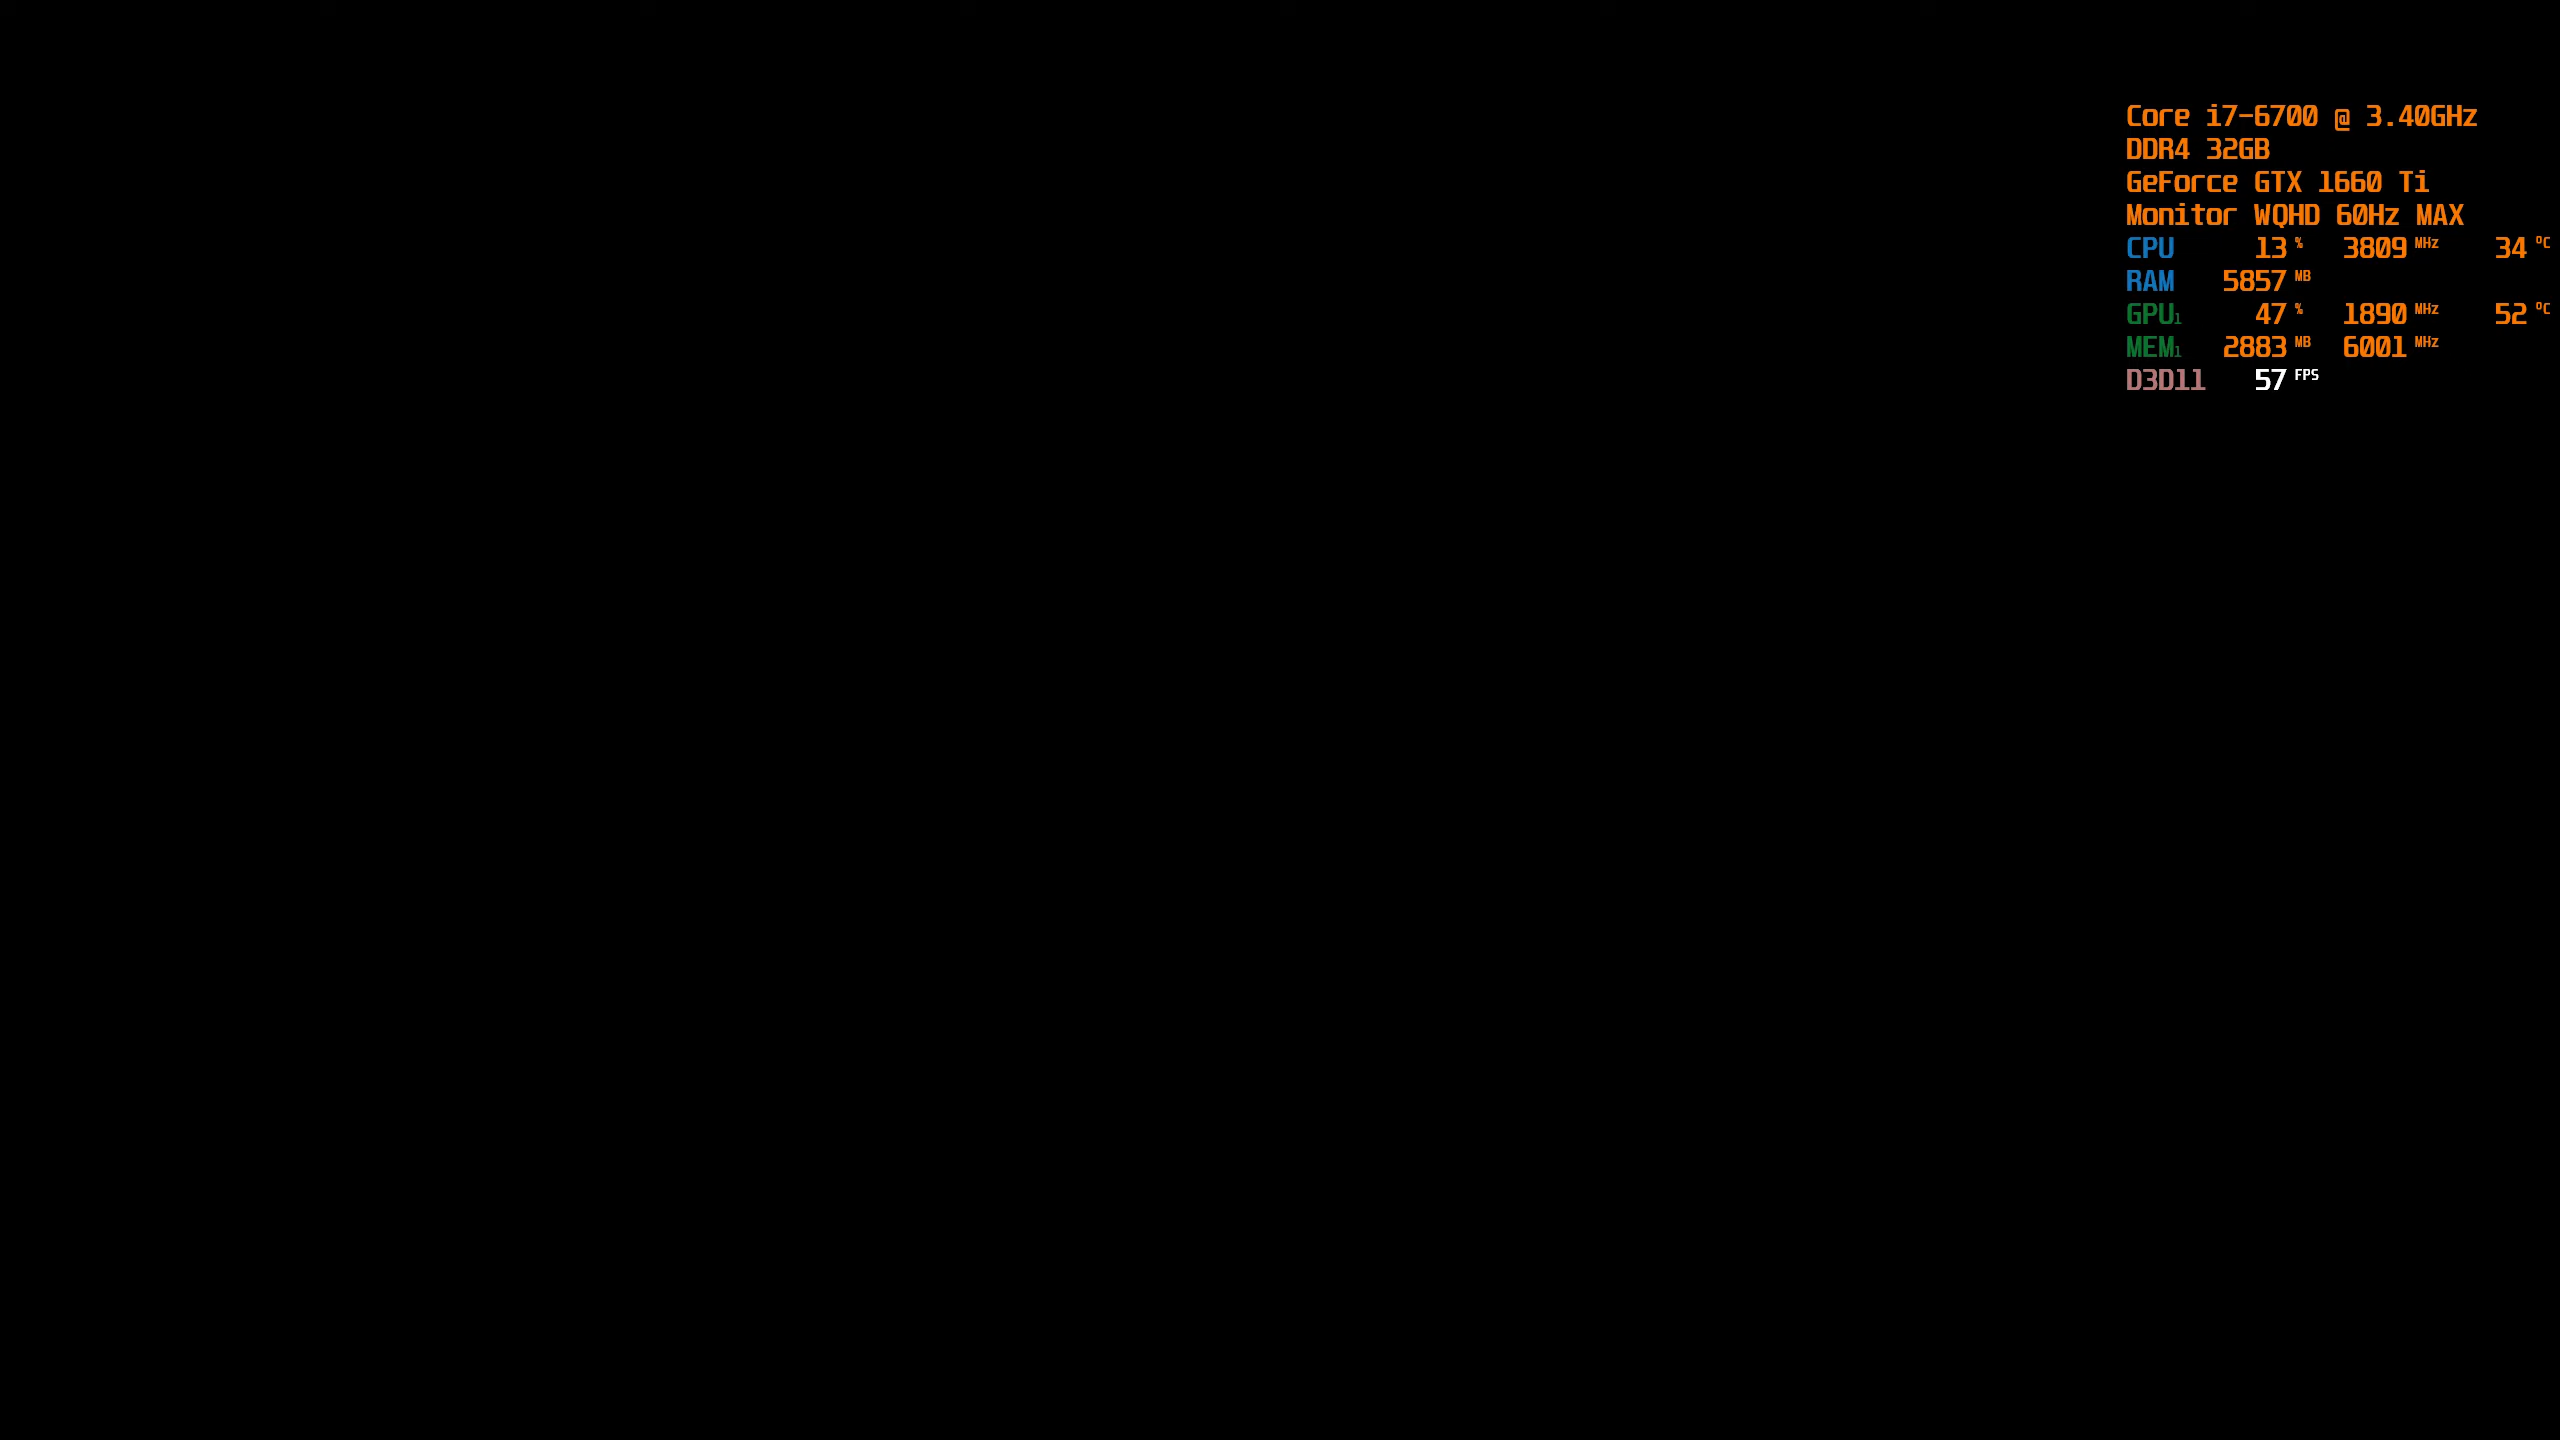 Core i7-6700 @ 3.40GHz
DDR4 32GB
GeForce GTX 1660 Ti
Monitor WQHD 60Hz MAX
CPU 13 % 3809 MHz 34 °C
RAM 5857 MB
GPU1 47 % 1890 MHz 52 °C
MEM1 2883 MB 6001 MHz
D3D11 57 FPS